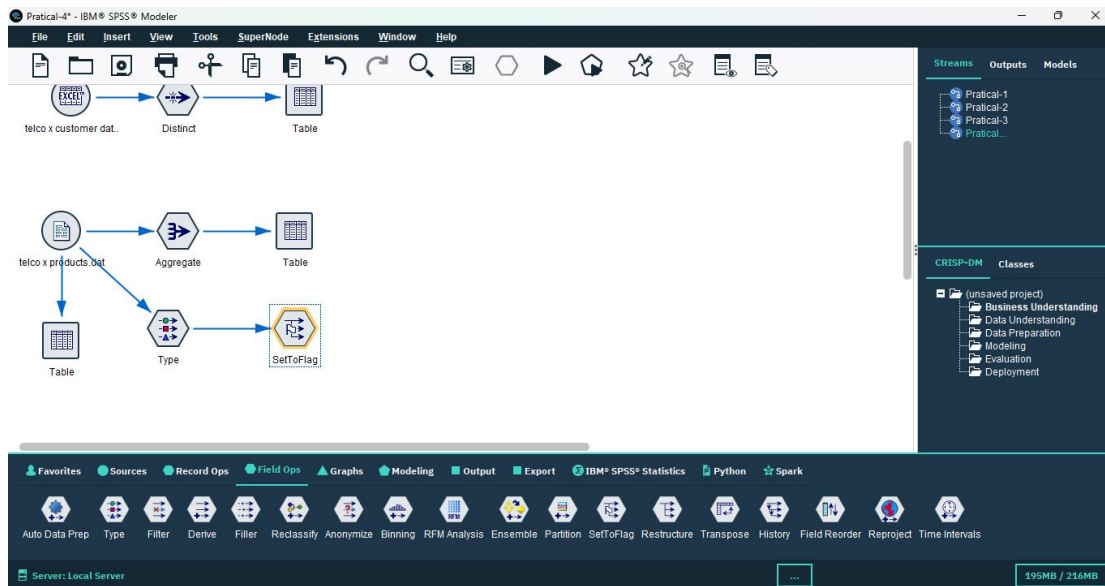 Pratical-4* - IBM® SPSS® Modeler
File Edit Insert View Tools SuperNode Extensions Window Help
Streams Outputs Models
Pratical-1
Pratical-2
Pratical-3
Pratical...
EXCEL
telco x customer dat.. Distinct Table
telco x products.dat Aggregate Table
Table Type SetToFlag
CRISP-DM Classes
(unsaved project)
Business Understanding
Data Understanding
Data Preparation
Modeling
Evaluation
Deployment
Favorites Sources Record Ops Field Ops Graphs Modeling Output Export IBM® SPSS® Statistics Python Spark
RFM
Auto Data Prep Type Filter Derive Filler Reclassify Anonymize Binning RFM Analysis Ensemble Partition SetToFlag Restructure Transpose History Field Reorder Reproject Time Intervals
Server: Local Server ... 195MB / 216MB